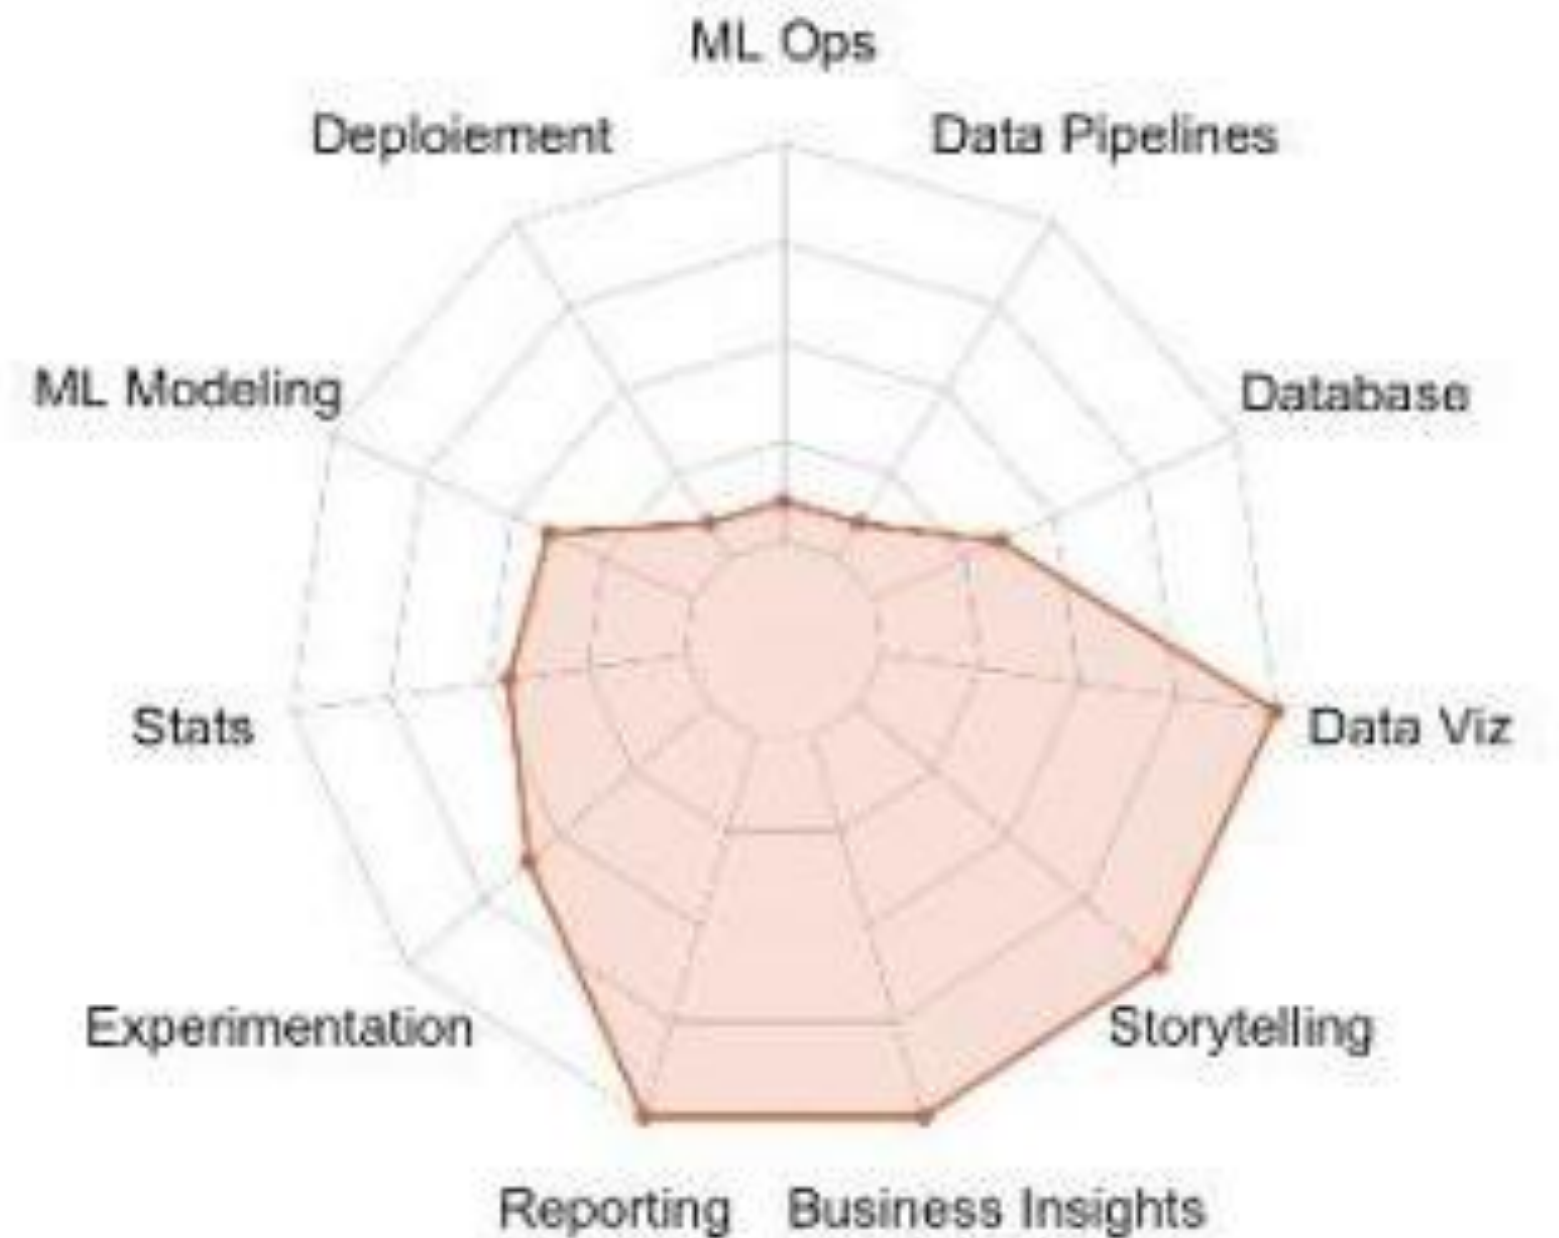 ML Ops
Deploiement
Data Pipelines
ML Modeling
Database
Stats
Data Viz
Experimentation
Storytelling
Reporting
Business Insights